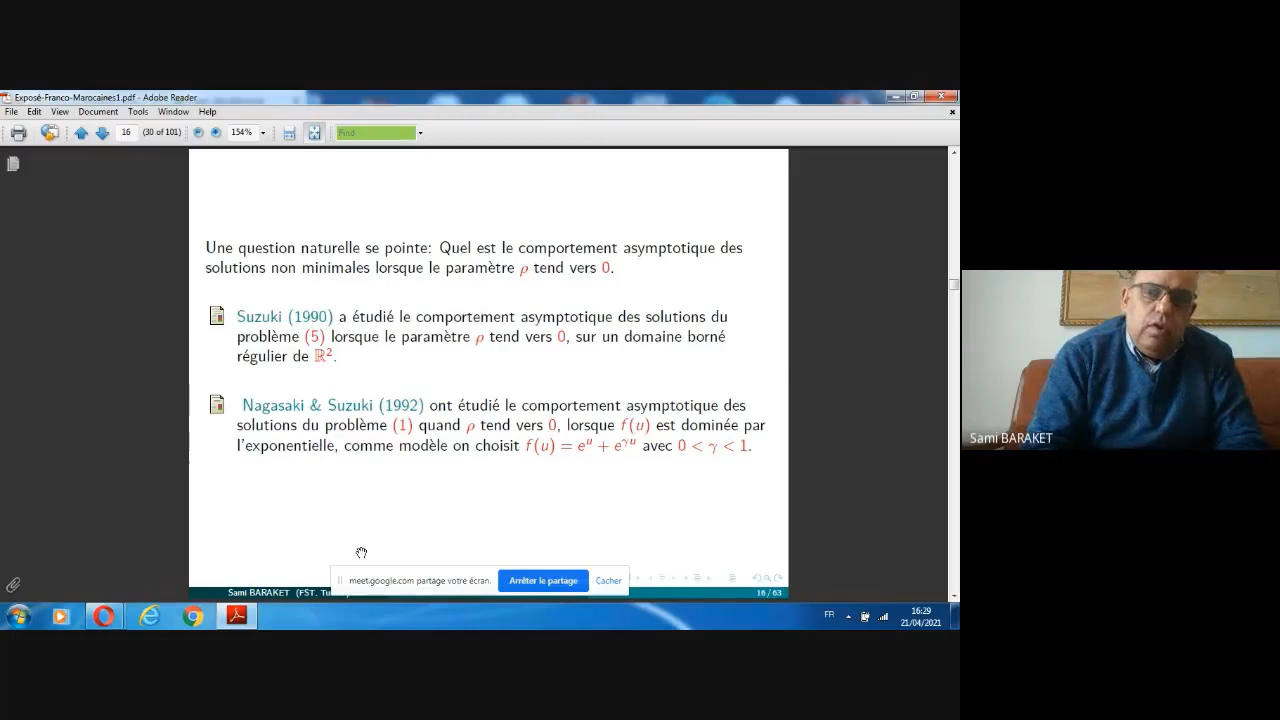 Exposé-Franco-Marocaines1.pdf - Adobe Reader
File Edit View Document Tools Window Help
16 (30 of 101) 154% Find
Une question naturelle se pointe: Quel est le comportement asymptotique des
solutions non minimales lorsque le paramètre ρ tend vers 0.
Suzuki (1990) a étudié le comportement asymptotique des solutions du
problème (5) lorsque le paramètre ρ tend vers 0, sur un domaine borné
régulier de ℝ².
Nagasaki & Suzuki (1992) ont étudié le comportement asymptotique des
solutions du problème (1) quand ρ tend vers 0, lorsque f(u) est dominée par
l'exponentielle, comme modèle on choisit f(u) = eᵘ + e^γu avec 0 < γ < 1.
Sami BARAKET
meet.google.com partage votre écran. Arrêter le partage Cacher
Sami BARAKET (FST. 16 / 63
FR 16:29
21/04/2021